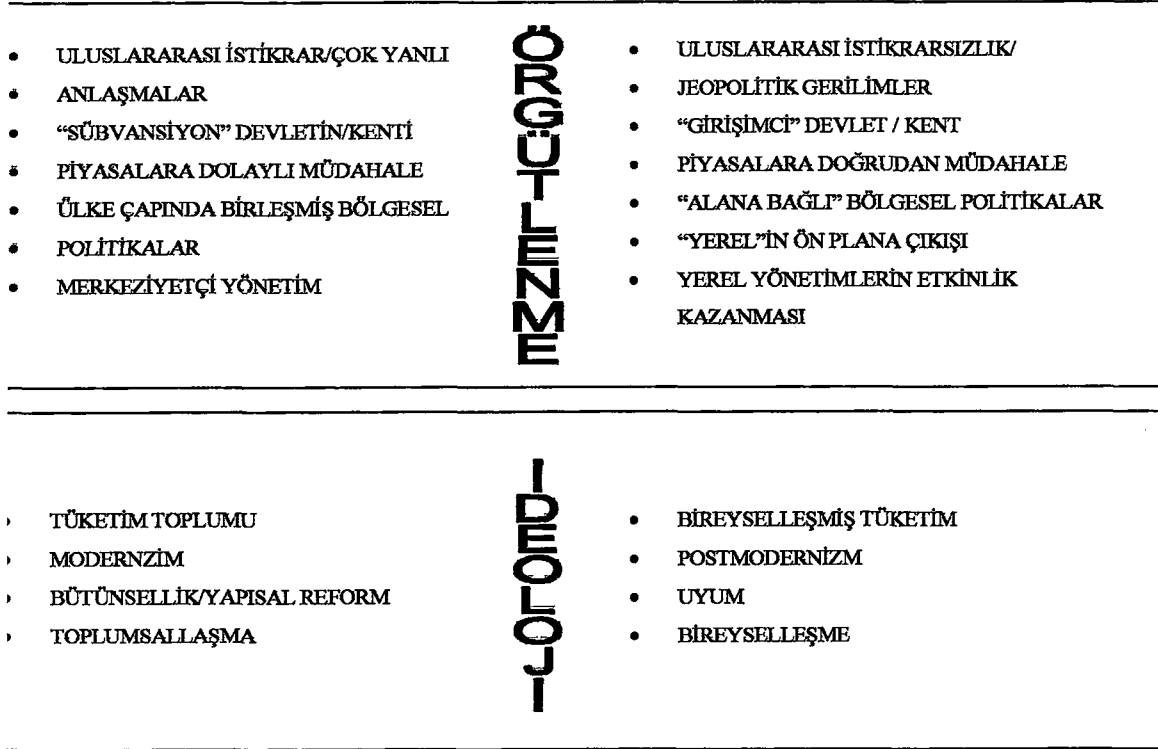 • ULUSLARARASI İSTİKRAR/ÇOK YANLI
• ANLAŞMALAR
• “SÜBVANSİYON” DEVLETİN/KENTİ
• PİYASALARA DOLAYLI MÜDAHALE
• ÜLKE ÇAPINDA BİRLEŞMİŞ BÖLGESEL
• POLİTİKALAR
• MERKEZİYETÇİ YÖNETİM
ÖRGÜTLENME
• ULUSLARARASI İSTİKRARSIZLIK/
• JEOPOLİTİK GERİLİMLER
• “GİRİŞİMCİ” DEVLET / KENT
• PİYASALARA DOĞRUDAN MÜDAHALE
• “ALANA BAĞLI” BÖLGESEL POLİTİKALAR
• “YEREL”İN ÖN PLANA ÇIKIŞI
• YEREL YÖNETİMLERİN ETKİNLİK
KAZANMASI
TÜKETİM TOPLUMU
MODERNZİM
BÜTÜNSELLİK/YAPISAL REFORM
TOPLUMSALLAŞMA
IDEOLOJI
• BİREYSELLEŞMİŞ TÜKETİM
• POSTMODERNİZM
• UYUM
• BİREYSELLEŞME